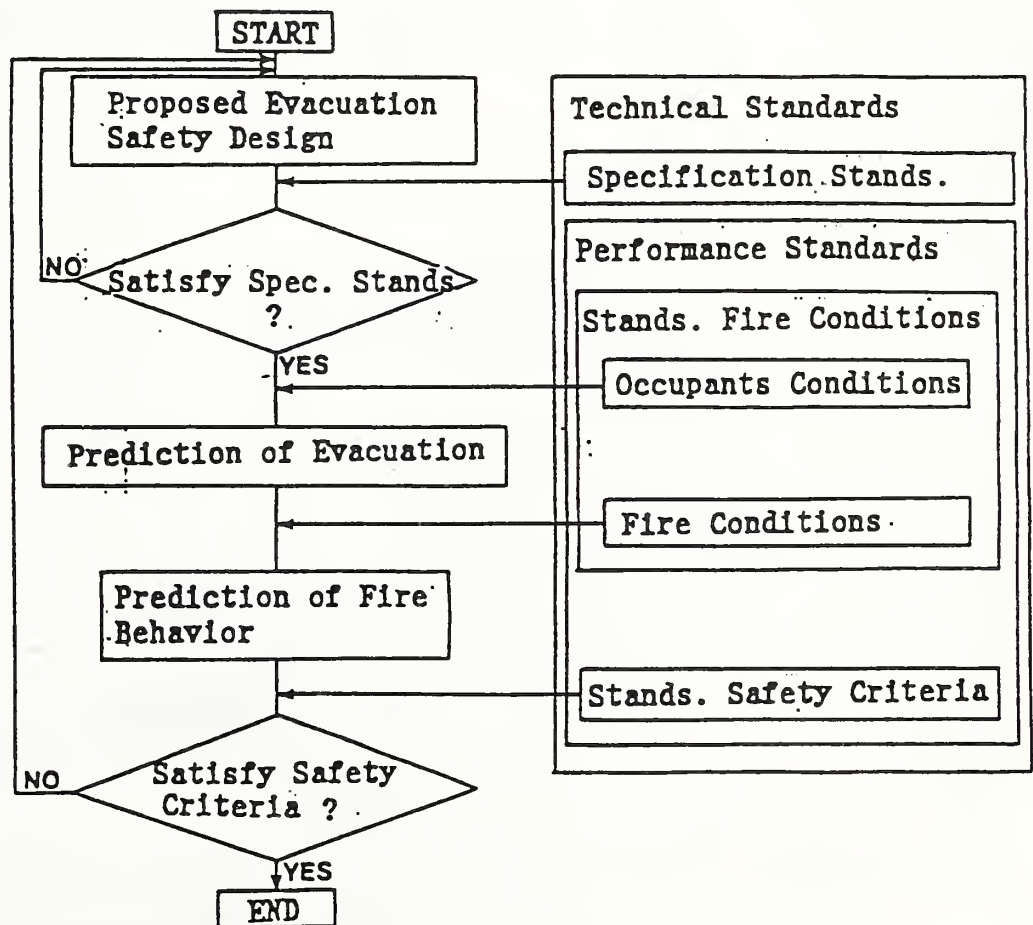 START
Proposed Evacuation
Safety Design
NO
Satisfy Spec. Stands
?
YES
Prediction of Evacuation
Prediction of Fire
Behavior
NO
Satisfy Safety
Criteria ?
YES
END
Technical Standards
Specification Stands.
Performance Standards
Stands. Fire Conditions
Occupants Conditions
Fire Conditions
Stands. Safety Criteria